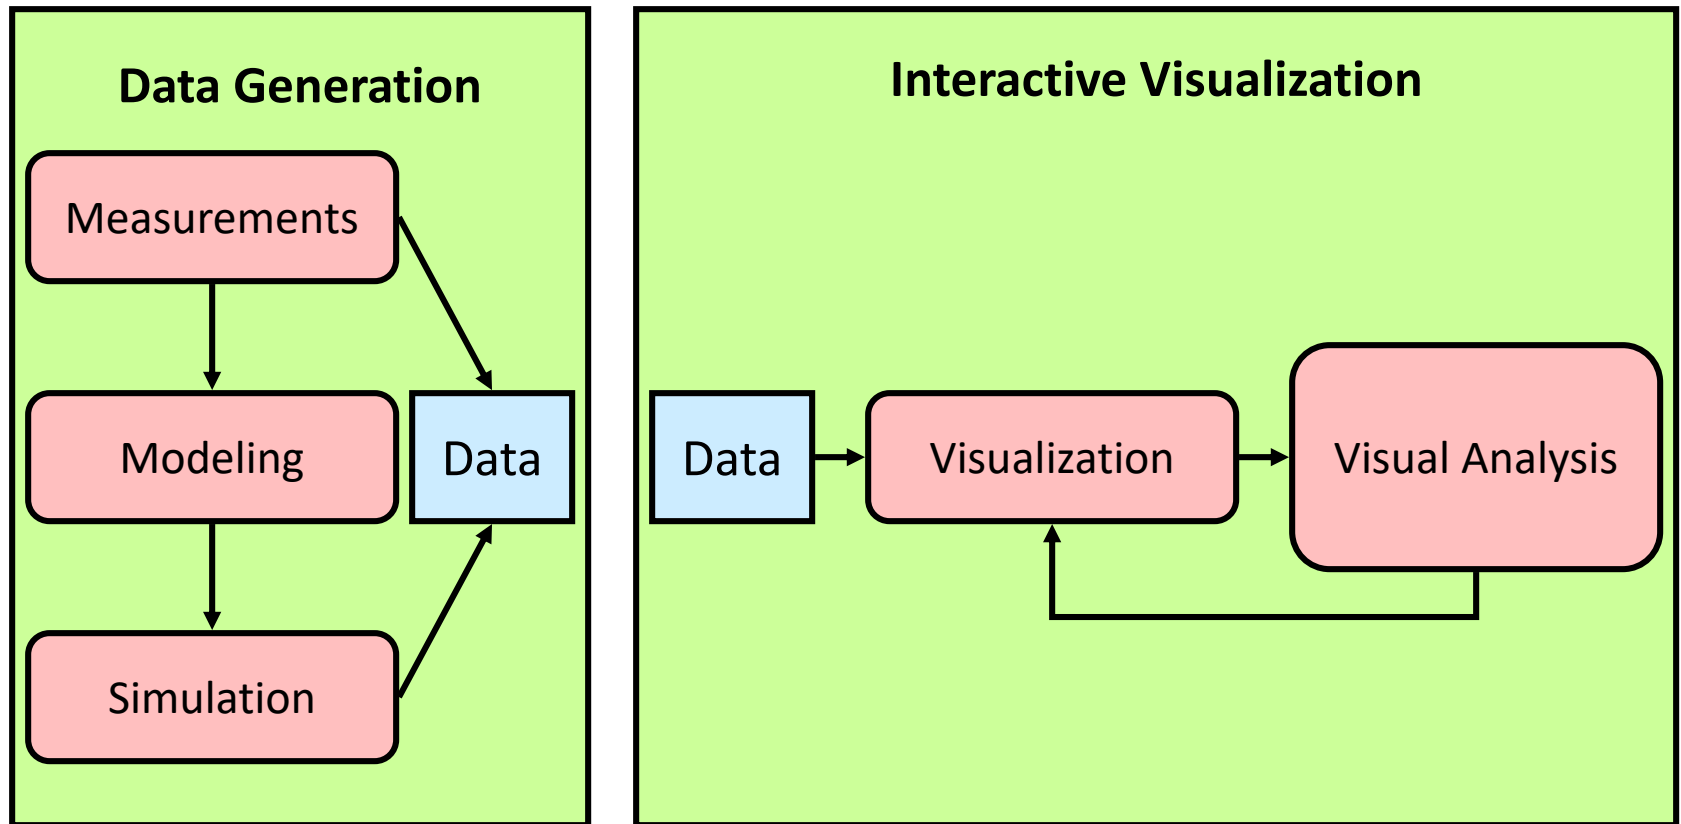 Data Generation
Measurements
Modeling
Data
Simulation
Interactive Visualization
Data
Visualization
Visual Analysis